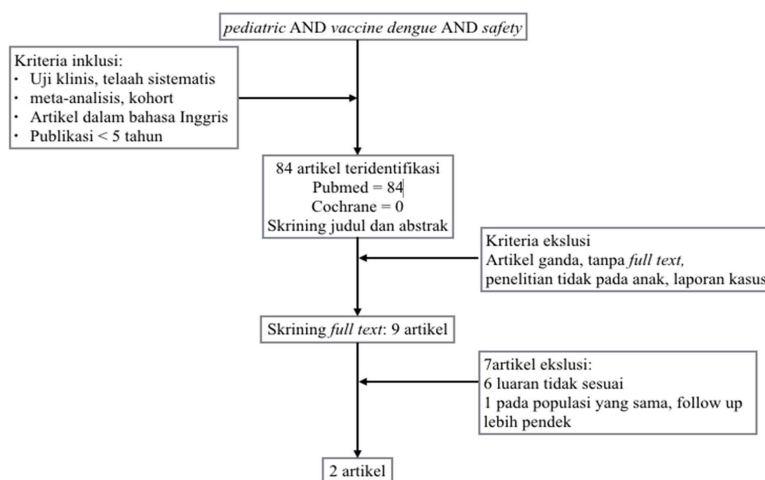 pediatric AND vaccine dengue AND safety
Kriteria inklusi:
• Uji klinis, telaah sistematis
• meta-analisis, kohort
• Artikel dalam bahasa Inggris
• Publikasi < 5 tahun
84 artikel teridentifikasi
Pubmed = 84
Cochrane = 0
Skrining judul dan abstrak
Kriteria ekslusi
Artikel ganda, tanpa full text,
penelitian tidak pada anak, laporan kasus
Skrining full text: 9 artikel
7artikel ekslusi:
6 luaran tidak sesuai
1 pada populasi yang sama, follow up
lebih pendek
2 artikel